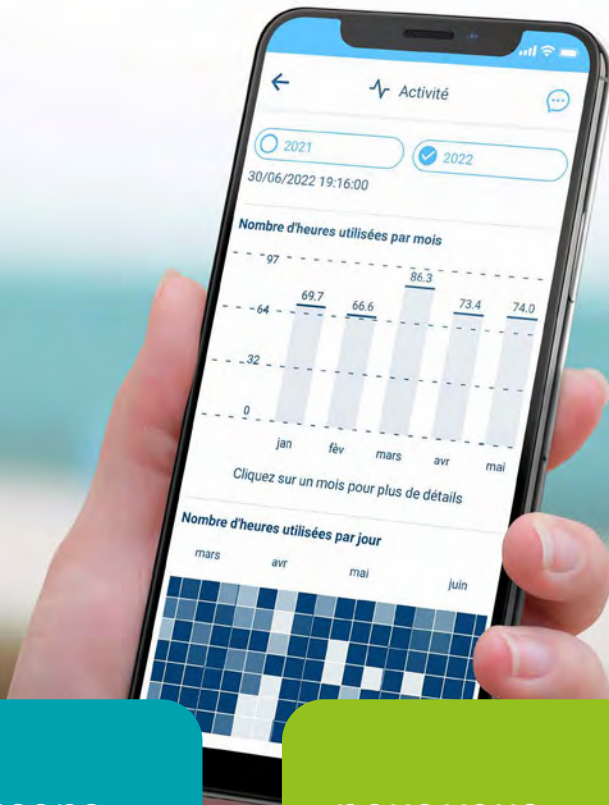 Activité
2021
2022
30/06/2022 19:16:00
Nombre d'heures utilisées par mois
97
86.3
69.7
66.6
73.4
74.0
64
32
0
jan
fèv
mars
avr
mai
Cliquez sur un mois pour plus de détails
Nombre d'heures utilisées par jour
mars
avr
mai
juin